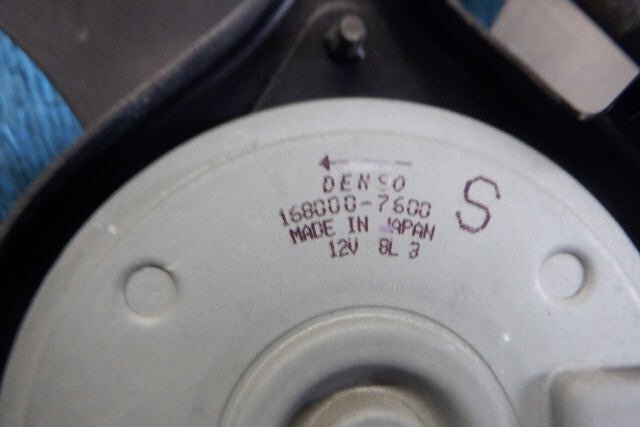 DENSO
168000-7600
MADE IN JAPAN
12V 8L 3
S